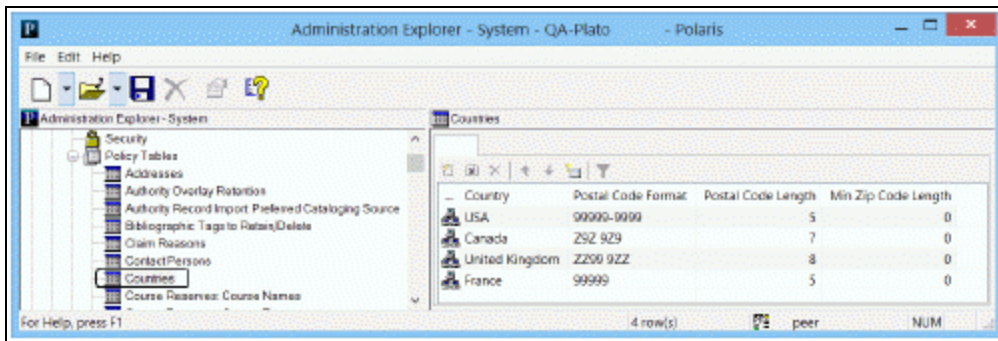 Administration Explorer - System - QA-Plato - Polaris
File Edit Help
Administration Explorer - System
Security
Policy Tables
Addresses
Authority Overlay Retention
Authority Record Import: Preferred Cataloging Source
Bibliographic Tags to Retain/Delete
Claim Reasons
Contact Persons
Countries
Course Reserves: Course Names
Countries
Country Postal Code Format Postal Code Length Min Zip Code Length
USA 99999-9999 5 0
Canada Z9Z 9Z9 7 0
United Kingdom ZZ99 9ZZ 8 0
France 99999 5 0
For Help, press F1 4 row(s) peer NUM